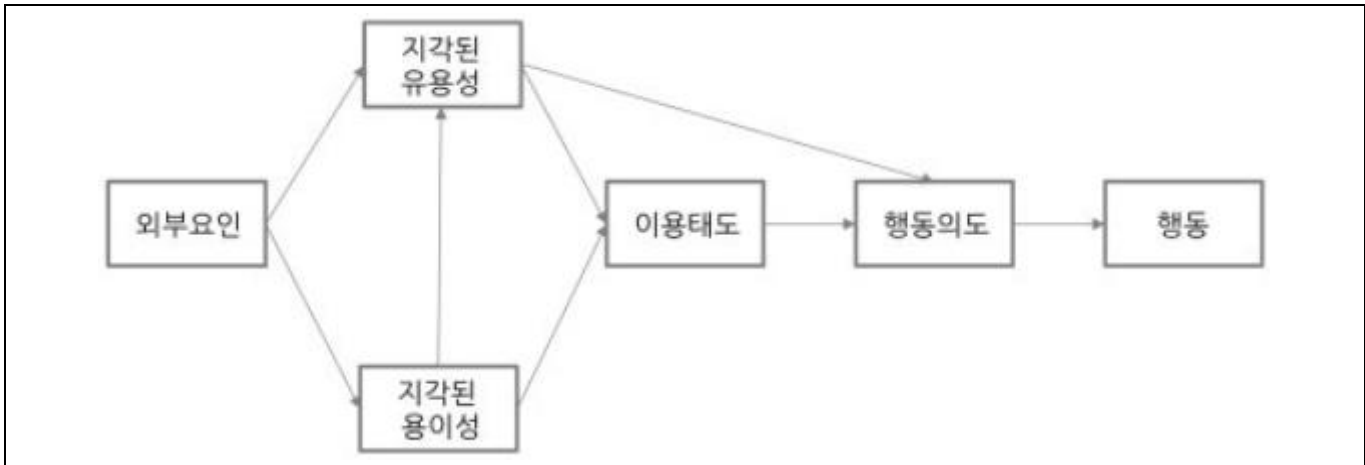 지각된
유용성
외부요인
이용태도
행동의도
행동
지각된
용이성